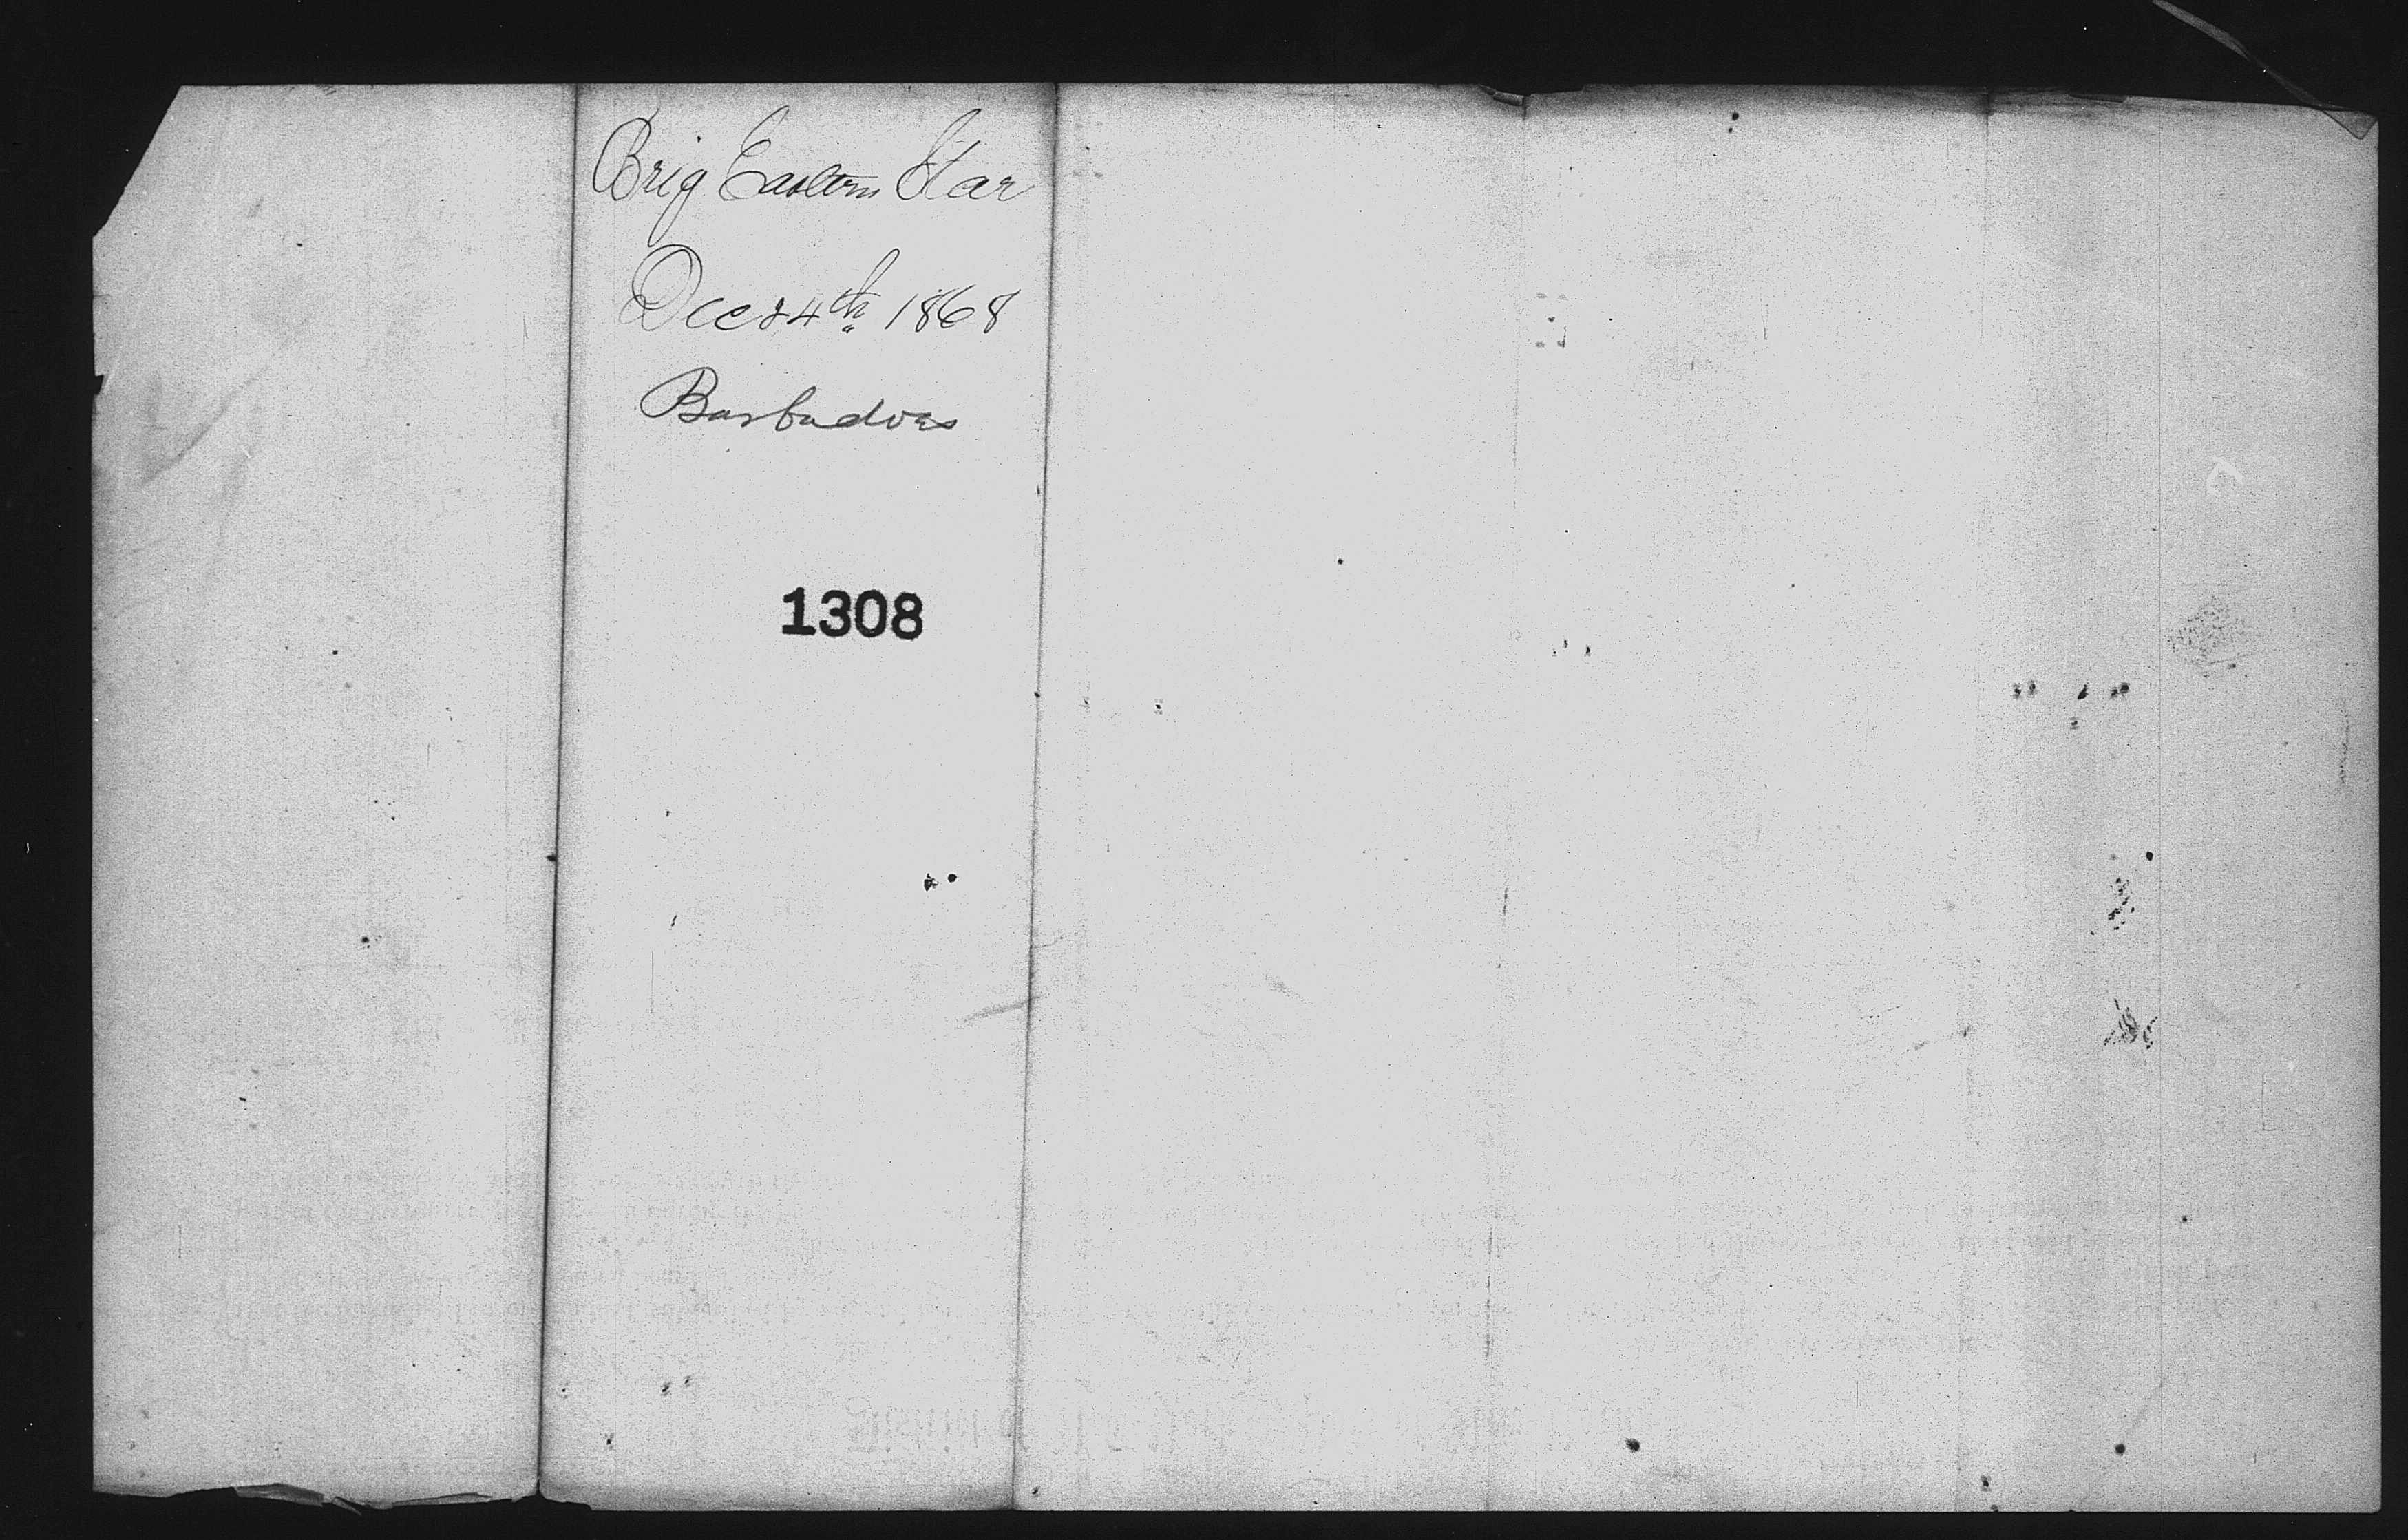 Brig Eastern Star
Dec 24th 1868
Barbadoes
1308